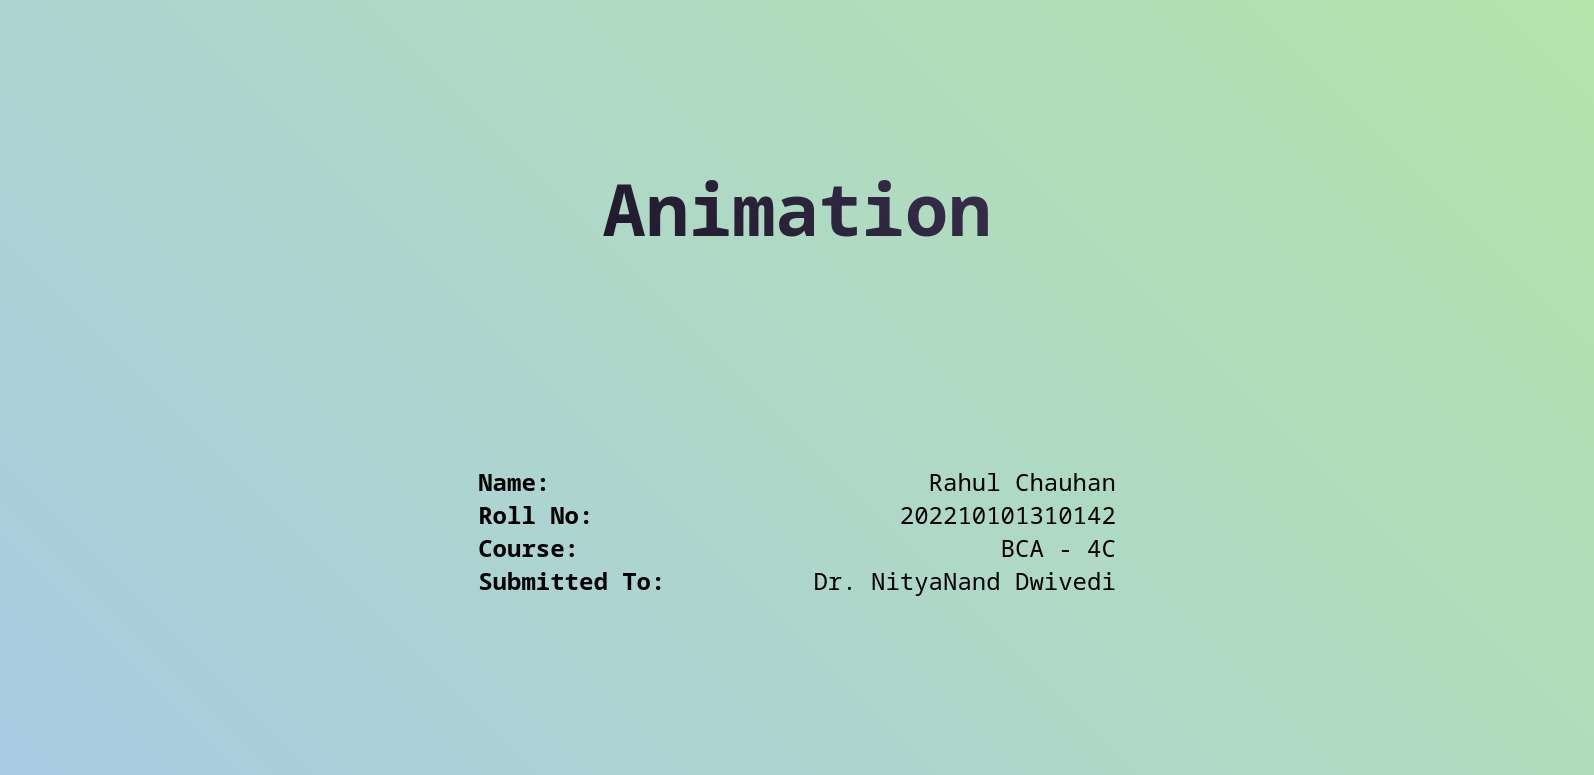 Animation
Name: Rahul Chauhan
Roll No: 202210101310142
Course: BCA - 4C
Submitted To: Dr. NityaNand Dwivedi